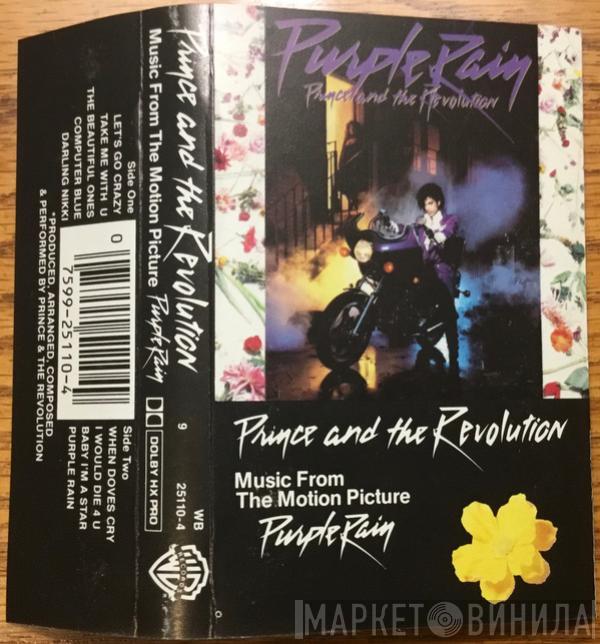 Purple Rain
Prince and the Revolution
Prince and the Revolution
Music From
The Motion Picture
Purple Rain
Prince and the Revolution
Music From The Motion Picture Purple Rain
DOLBY HX PRO
9
25110-4
WB
Side One
LET'S GO CRAZY
TAKE ME WITH U
THE BEAUTIFUL ONES
COMPUTER BLUE
DARLING NIKKI
*PRODUCED, ARRANGED, COMPOSED
& PERFORMED BY PRINCE & THE REVOLUTION
0
7599-25110-4
Side Two
WHEN DOVES CRY
I WOULD DIE 4 U
BABY I'M A STAR
PURPLE RAIN
МАРКЕТ ВИНИЛА